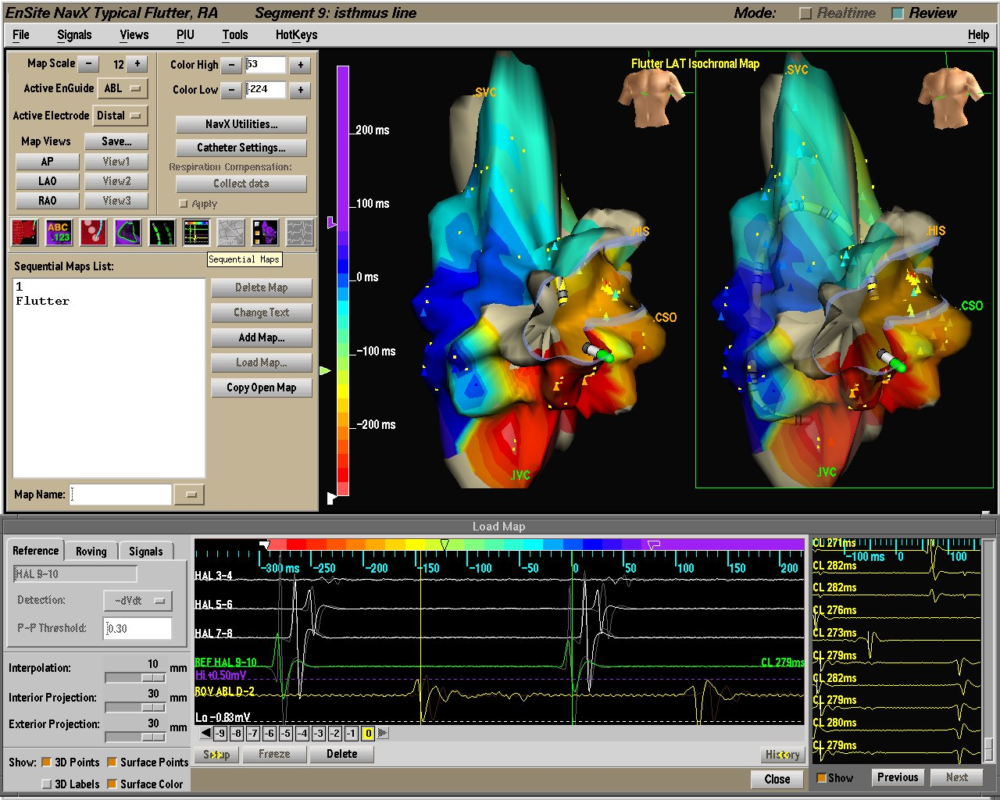 EnSite NavX Typical Flutter, RA Segment 9: isthmus line Mode: Realtime Review
File Signals Views PIU Tools HotKeys Help
Map Scale - 12 +
Active EnGuide ABL
Active Electrode Distal
Map Views Save...
AP View1
LAO View2
RAO View3
Color High - 53 +
Color Low - -224 +
NavX Utilities...
Catheter Settings...
Respiration Compensation:
Collect data
Apply
ABC
.123
Sequential Maps
Sequential Maps List:
1
Flutter
Delete Map
Change Text
Add Map...
Load Map...
Copy Open Map
Map Name:
200 ms
100 ms
0 ms
-100 ms
-200 ms
Flutter LAT Isochronal Map
.SVC
.HIS
.CSO
.IVC
.SVC
.HIS
.CSO
.IVC
Load Map
Reference Roving Signals
HAL 9-10
Detection: -dVdt
P-P Threshold: 0.30
Interpolation: 10 mm
Interior Projection: 30 mm
Exterior Projection: 30 mm
Show: 3D Points Surface Points
3D Labels Surface Color
-300 ms -250 -200 -150 -100 -50 0 50 100 150 200
HAL 3-4
HAL 5-6
HAL 7-8
REF HAL 9-10 CL 279ms
Hi +0.50mV
ROV ABL D-2
Lo -0.83mV
-9 -8 -7 -6 -5 -4 -3 -2 -1 0
Setup Freeze Delete History
Close
CL 271ms
-100 ms 0 100
CL 282ms
CL 282ms
CL 276ms
CL 273ms
CL 279ms
CL 282ms
CL 279ms
CL 280ms
CL 279ms
Show Previous Next